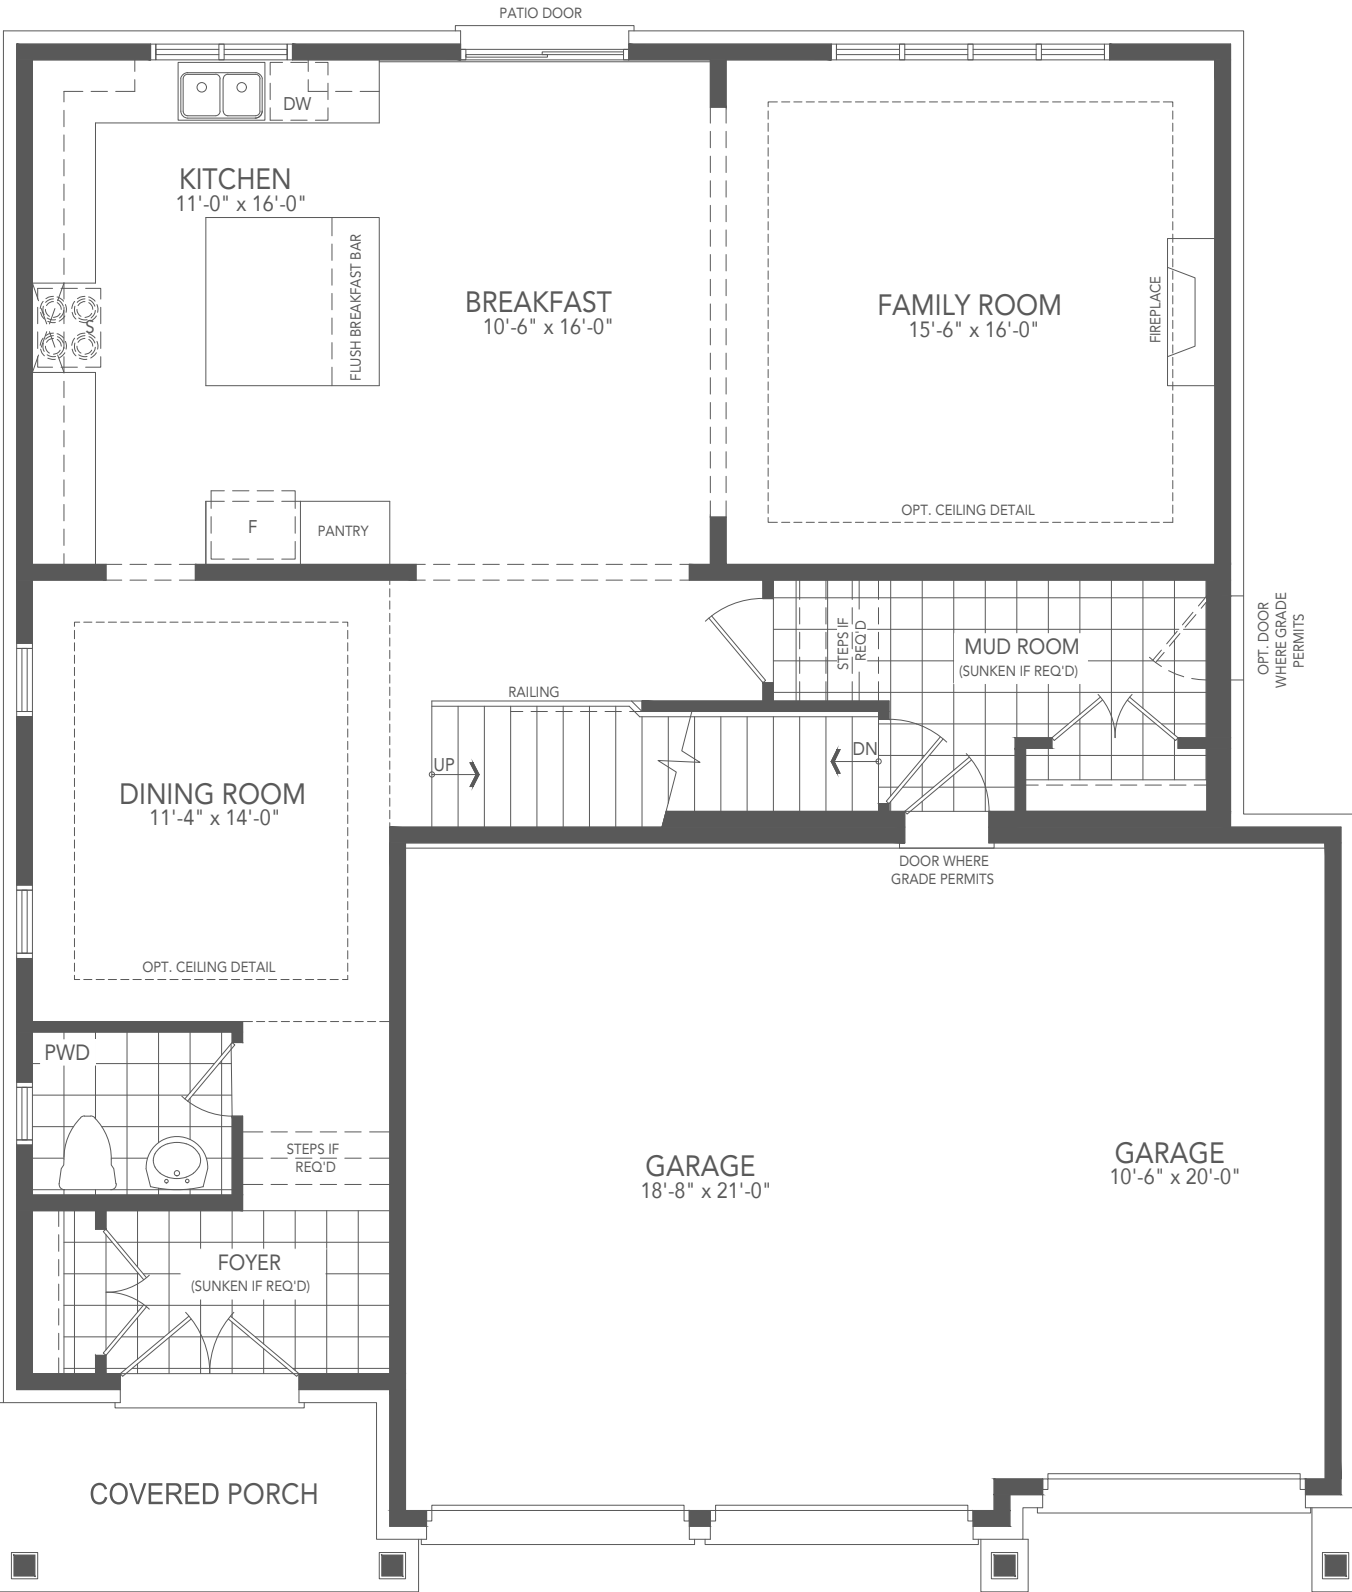 PATIO DOOR
DW
KITCHEN
11'-0" x 16'-0"
FLUSH BREAKFAST BAR
S
BREAKFAST
10'-6" x 16'-0"
FAMILY ROOM
15'-6" x 16'-0"
FIREPLACE
OPT. CEILING DETAIL
F
PANTRY
STEPS IF
REQ'D
MUD ROOM
(SUNKEN IF REQ'D)
OPT. DOOR
WHERE GRADE
PERMITS
RAILING
UP
DN
DINING ROOM
11'-4" x 14'-0"
OPT. CEILING DETAIL
DOOR WHERE
GRADE PERMITS
PWD
STEPS IF
REQ'D
GARAGE
18'-8" x 21'-0"
GARAGE
10'-6" x 20'-0"
FOYER
(SUNKEN IF REQ'D)
COVERED PORCH